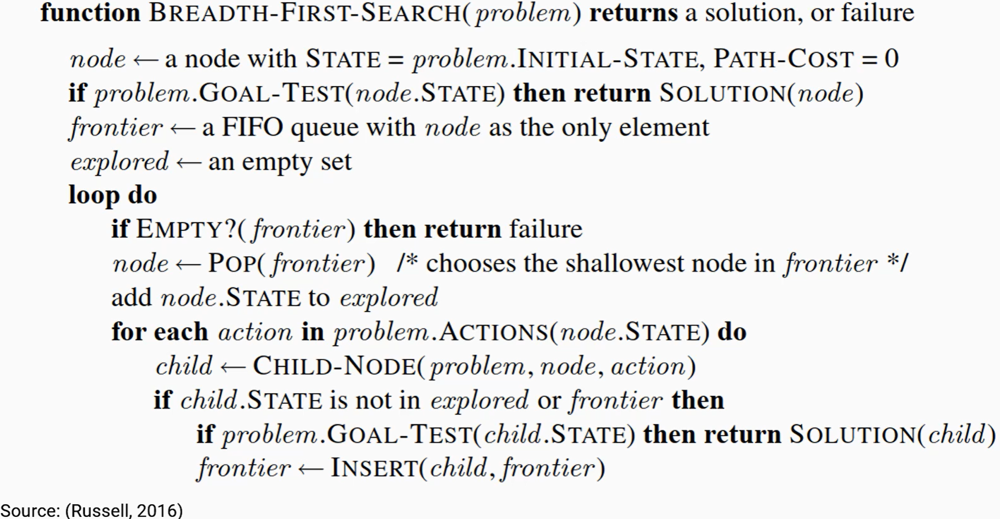 function BREADTH-FIRST-SEARCH(problem) returns a solution, or failure
node ← a node with STATE = problem.INITIAL-STATE, PATH-COST = 0
if problem.GOAL-TEST(node.STATE) then return SOLUTION(node)
frontier ← a FIFO queue with node as the only element
explored ← an empty set
loop do
if EMPTY?(frontier) then return failure
node ← POP(frontier) /* chooses the shallowest node in frontier */
add node.STATE to explored
for each action in problem.ACTIONS(node.STATE) do
child ← CHILD-NODE(problem, node, action)
if child.STATE is not in explored or frontier then
if problem.GOAL-TEST(child.STATE) then return SOLUTION(child)
frontier ← INSERT(child, frontier)
Source: (Russell, 2016)